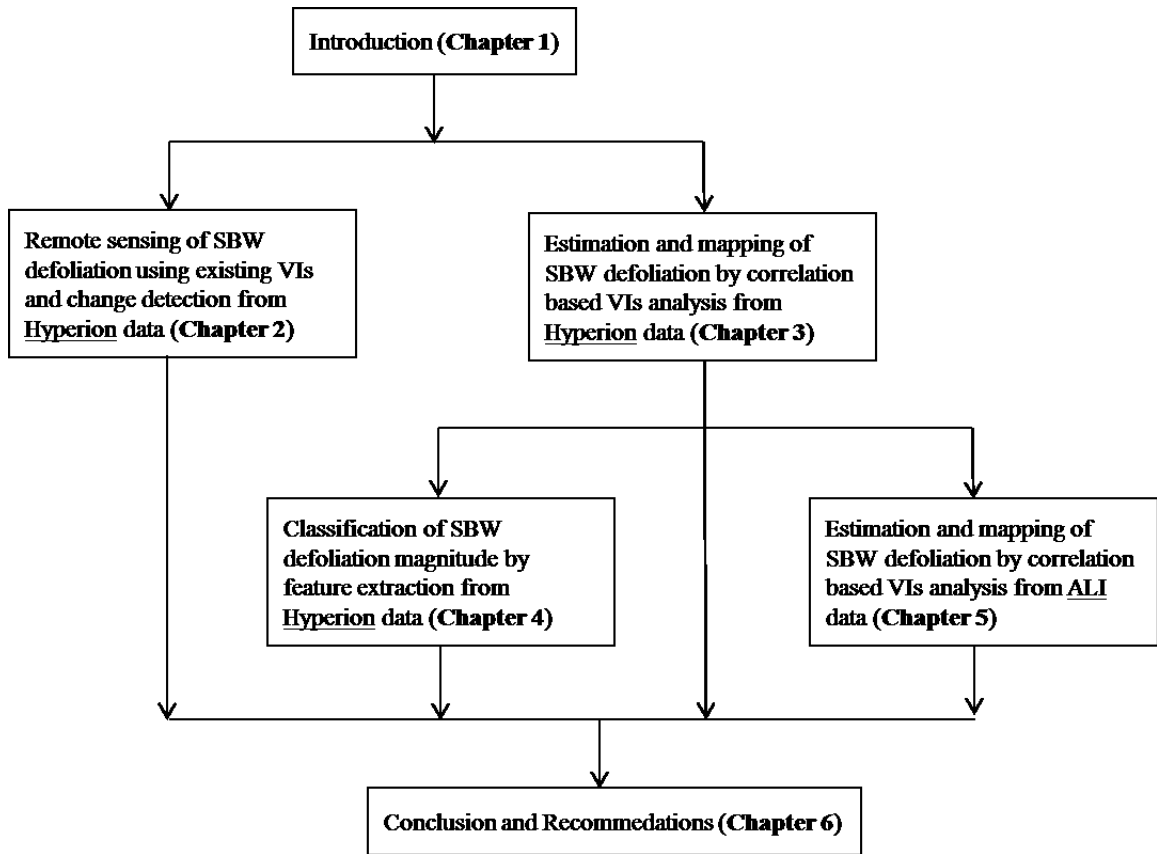 Introduction (Chapter 1)
Remote sensing of SBW
defoliation using existing VIs
and change detection from
Hyperion data (Chapter 2)
Estimation and mapping of
SBW defoliation by correlation
based VIs analysis from
Hyperion data (Chapter 3)
Classification of SBW
defoliation magnitude by
feature extraction from
Hyperion data (Chapter 4)
Estimation and mapping of
SBW defoliation by correlation
based VIs analysis from ALI
data (Chapter 5)
Conclusion and Recommedations (Chapter 6)